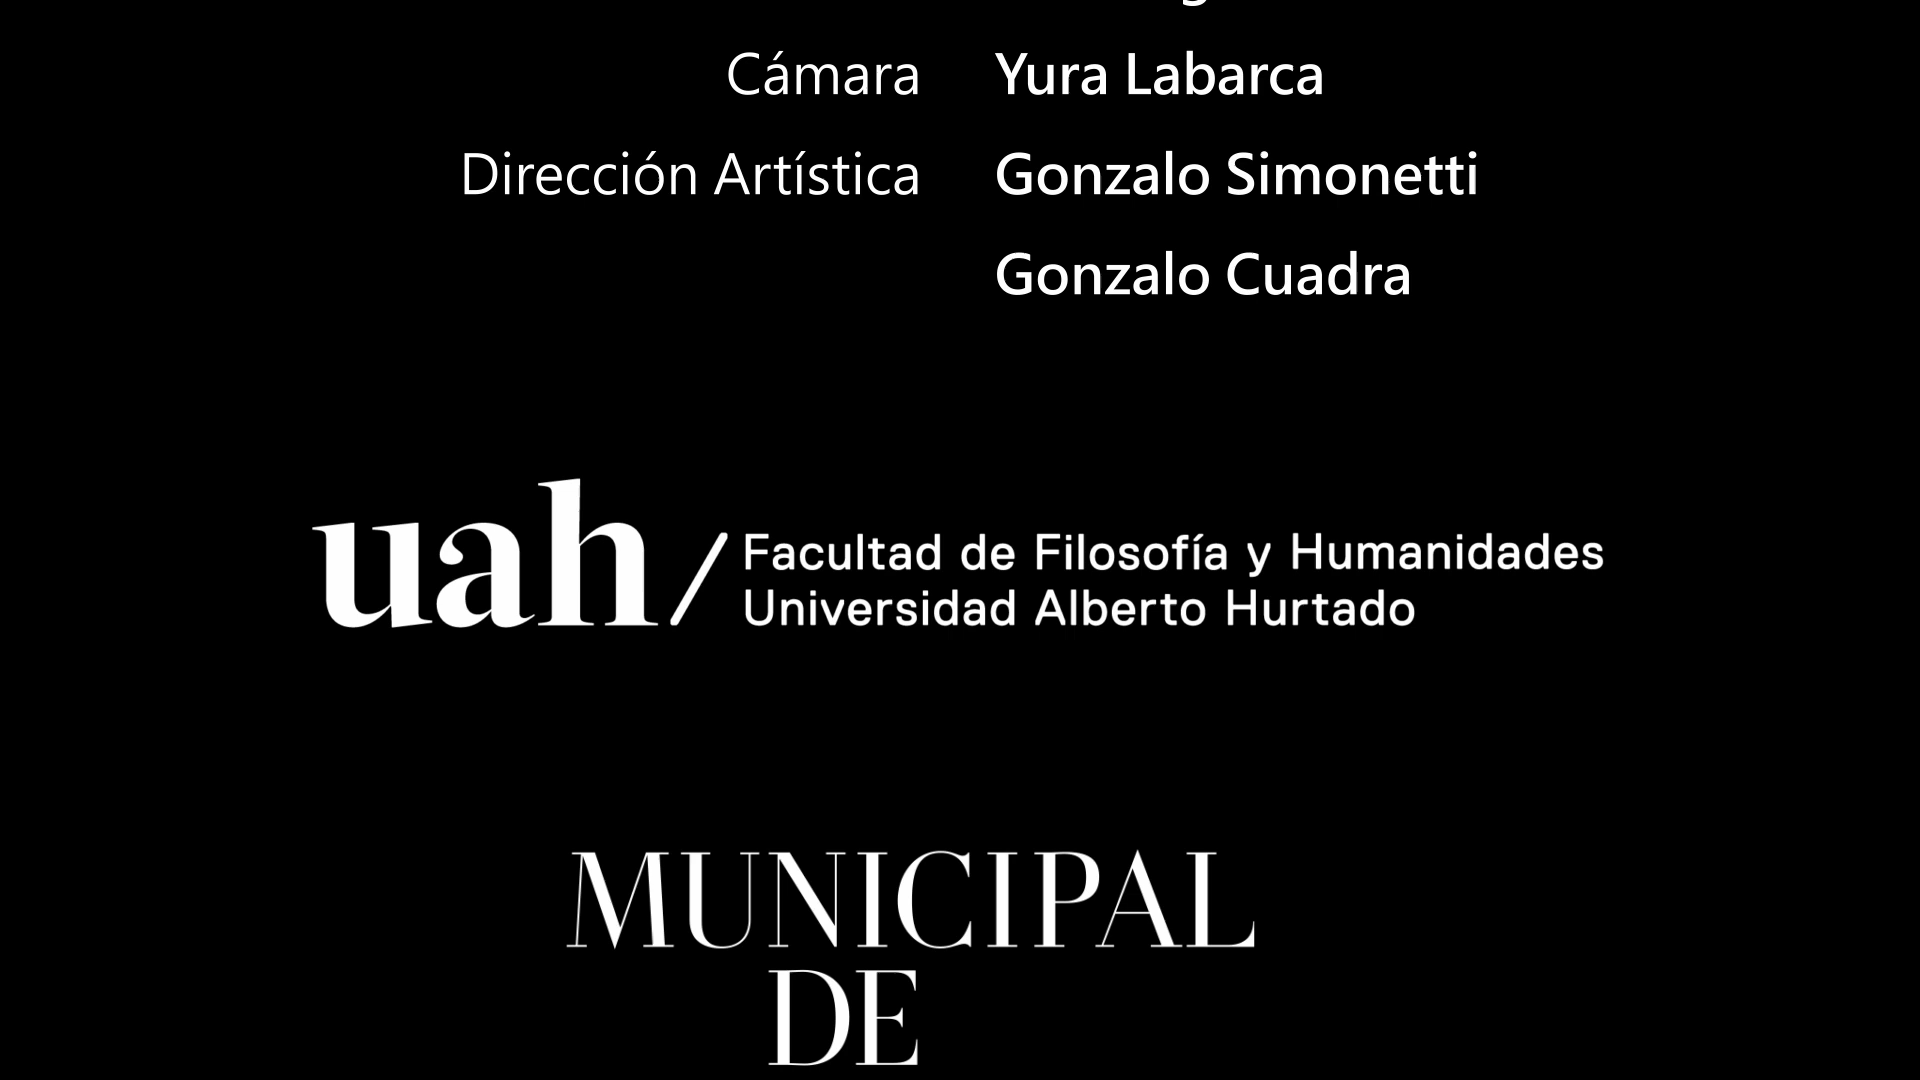 Cámara Yura Labarca
Dirección Artística Gonzalo Simonetti
Gonzalo Cuadra
uah/ Facultad de Filosofía y Humanidades
Universidad Alberto Hurtado
MUNICIPAL
DE